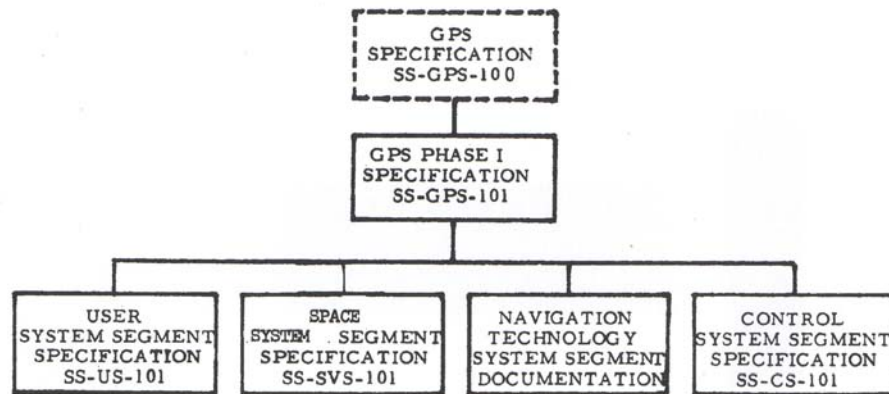 GPS
SPECIFICATION
SS-GPS-100
GPS PHASE I
SPECIFICATION
SS-GPS-101
USER
SYSTEM SEGMENT
SPECIFICATION
SS-US-101
SPACE
SYSTEM SEGMENT
SPECIFICATION
SS-SVS-101
NAVIGATION
TECHNOLOGY
SYSTEM SEGMENT
DOCUMENTATION
CONTROL
SYSTEM SEGMENT
SPECIFICATION
SS-CS-101